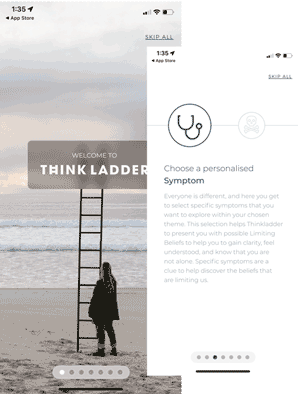 1:35
App Store
SKIP ALL
WELCOME TO
THINK LADDER
1:35
App Store
SKIP ALL
Choose a personalised
Symptom
Everyone is different, and here you get
to select specific symptoms that you
want to explore within your chosen
theme. This selection helps Thinkladder
to present you with possible Limiting
Beliefs to help you to gain clarity, feel
understood, and know that you are
not alone. Specific symptoms are a
clue to help discover the beliefs that
are limiting us.